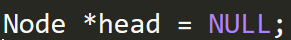 Node *head = NULL;